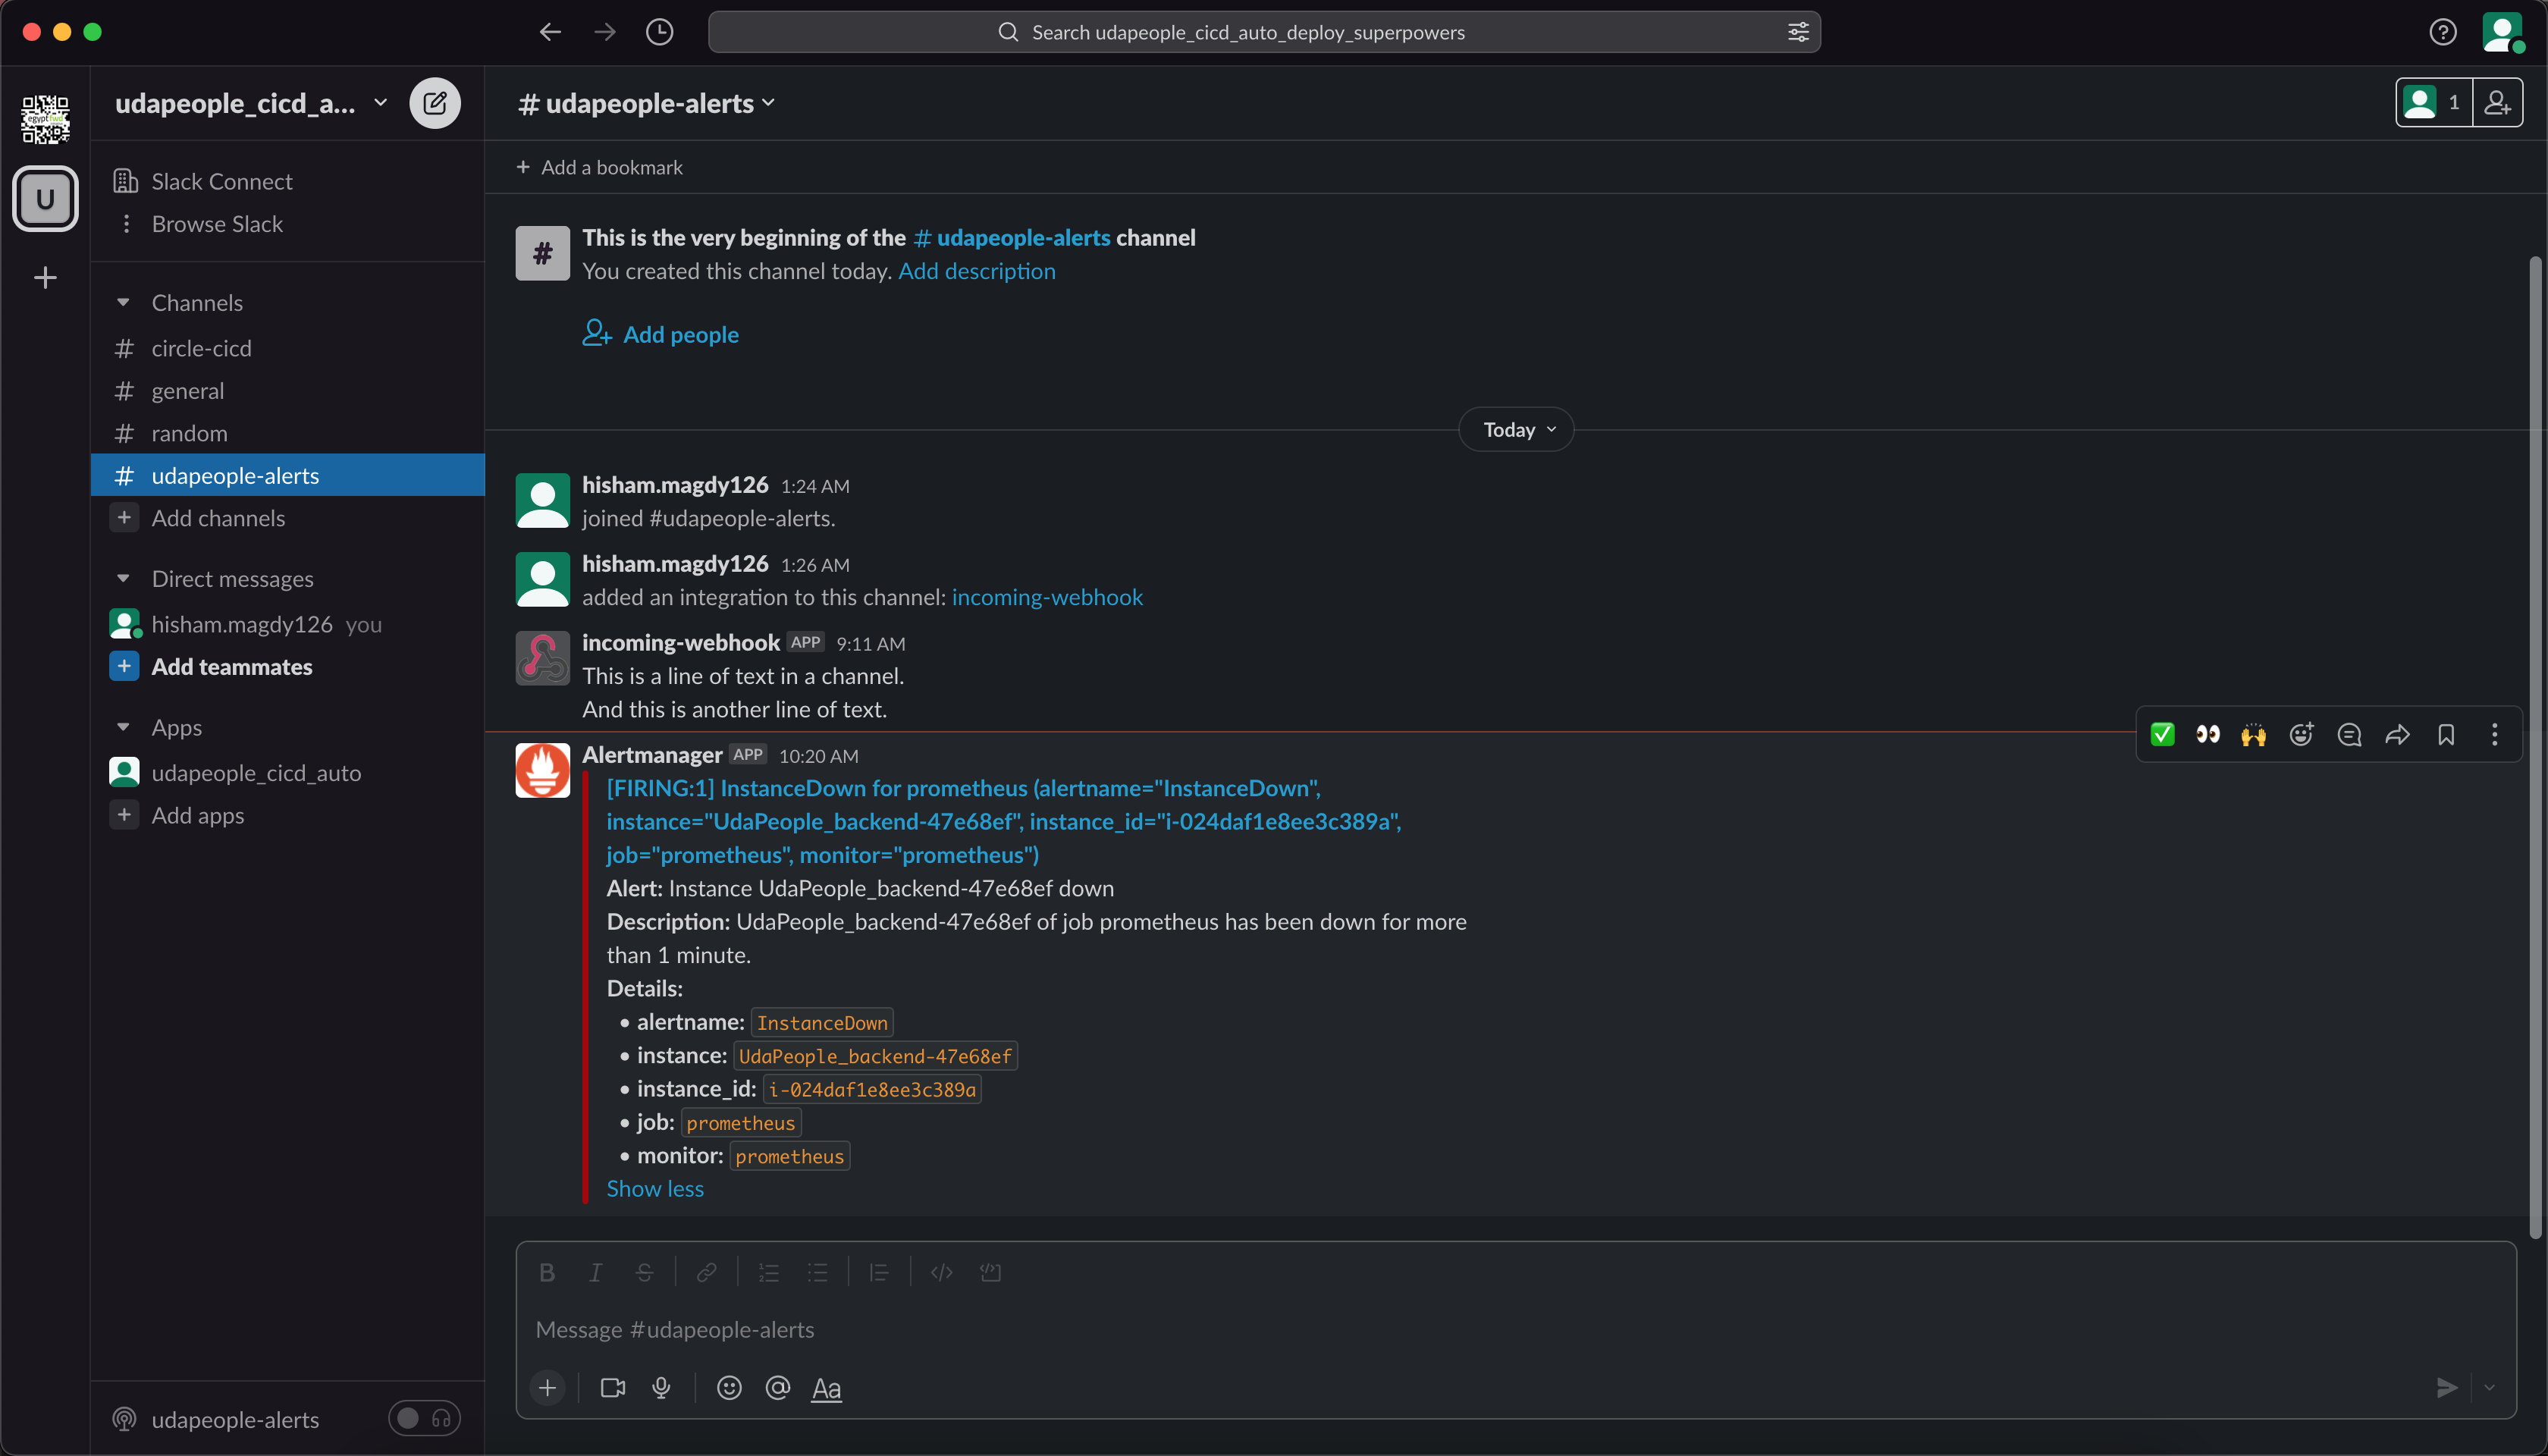 Search udapeople_cicd_auto_deploy_superpowers
egyptfwd
U
udapeople_cicd_a...
Slack Connect
Browse Slack
Channels
# circle-cicd
# general
# random
# udapeople-alerts
+ Add channels
Direct messages
hisham.magdy126 you
+ Add teammates
Apps
udapeople_cicd_auto
+ Add apps
udapeople-alerts
# udapeople-alerts
1
+ Add a bookmark
# This is the very beginning of the # udapeople-alerts channel
You created this channel today. Add description
Add people
Today
hisham.magdy126 1:24 AM
joined #udapeople-alerts.
hisham.magdy126 1:26 AM
added an integration to this channel: incoming-webhook
incoming-webhook APP 9:11 AM
This is a line of text in a channel.
And this is another line of text.
Alertmanager APP 10:20 AM
[FIRING:1] InstanceDown for prometheus (alertname="InstanceDown",
instance="UdaPeople_backend-47e68ef", instance_id="i-024daf1e8ee3c389a",
job="prometheus", monitor="prometheus")
Alert: Instance UdaPeople_backend-47e68ef down
Description: UdaPeople_backend-47e68ef of job prometheus has been down for more
than 1 minute.
Details:
• alertname: InstanceDown
• instance: UdaPeople_backend-47e68ef
• instance_id: i-024daf1e8ee3c389a
• job: prometheus
• monitor: prometheus
Show less
B I S
Message #udapeople-alerts
+ @ Aa